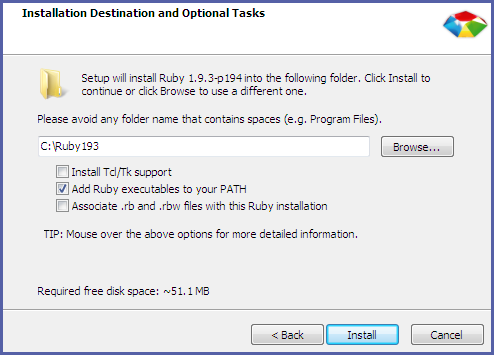 Installation Destination and Optional Tasks
Setup will install Ruby 1.9.3-p194 into the following folder. Click Install to
continue or click Browse to use a different one.
Please avoid any folder name that contains spaces (e.g. Program Files).
C:\Ruby193
Browse...
Install Tcl/Tk support
Add Ruby executables to your PATH
Associate .rb and .rbw files with this Ruby installation
TIP: Mouse over the above options for more detailed information.
Required free disk space: ~51.1 MB
< Back
Install
Cancel